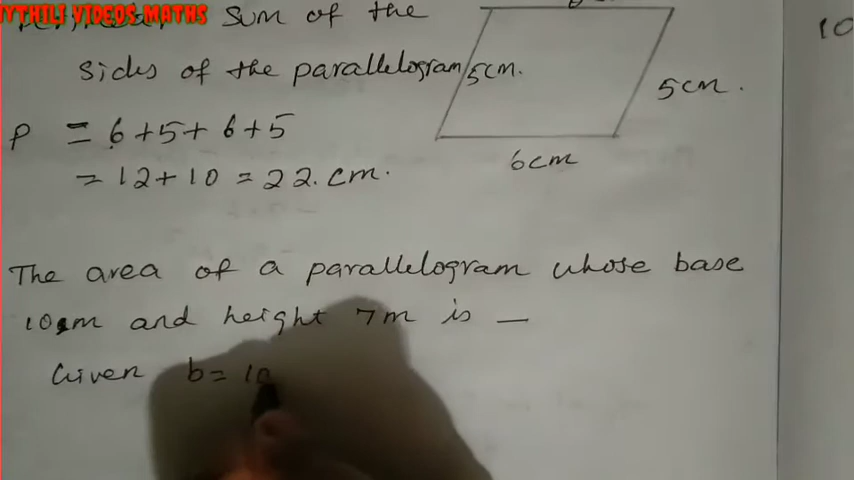 MYTHILI VIDEOS MATHS
sum of the
sides of the parallelogram
5cm.
5cm.
P = 6+5+6+5
6cm
= 12+10 = 22.cm.
The area of a parallelogram whose base
10m and height 7m is —
Given b= 10
10